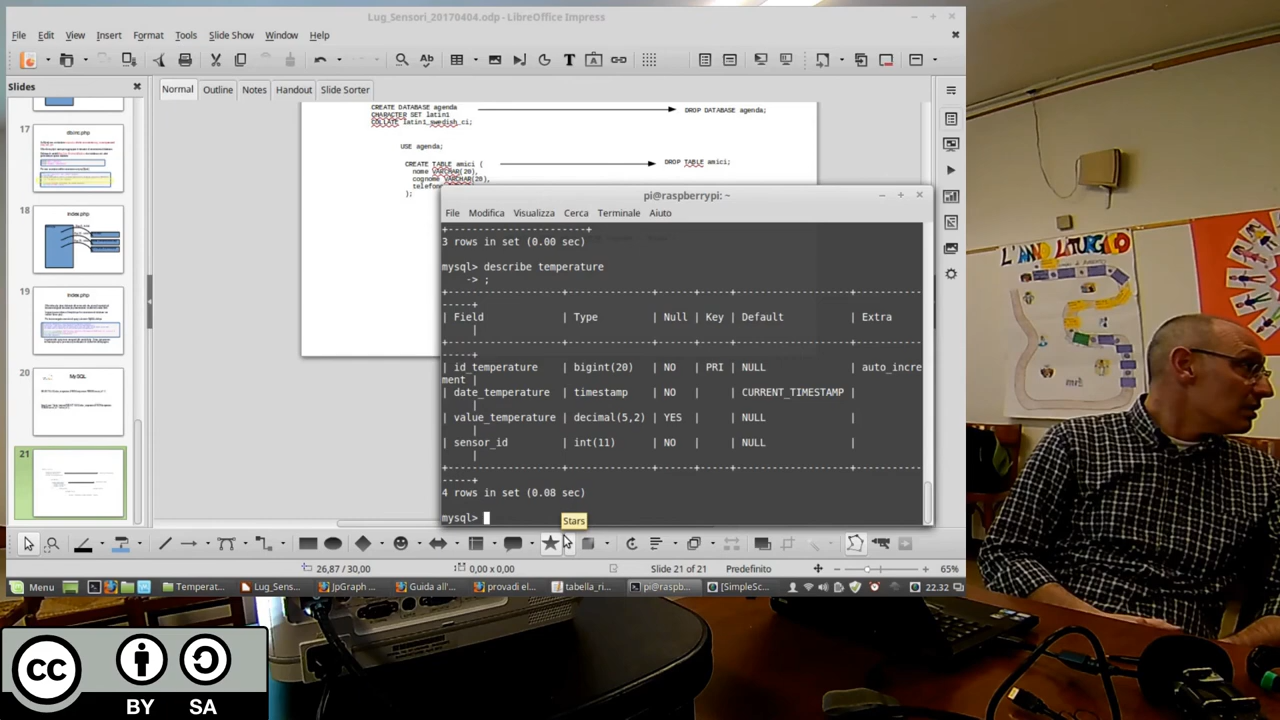 Lug_Sensori_20170404.odp - LibreOffice Impress
File Edit View Insert Format Tools Slide Show Window Help
Slides
Normal Outline Notes Handout Slide Sorter
17
dbinc.php
18
index.php
19
index.php
20
MySQL
21
CREATE DATABASE agenda
CHARACTER SET latin1
COLLATE latin1_swedish_ci;
DROP DATABASE agenda;
USE agenda;
CREATE TABLE amici (
nome VARCHAR(20),
cognome VARCHAR(20),
telefono
);
DROP TABLE amici;
pi@raspberrypi: ~
File Modifica Visualizza Cerca Terminale Aiuto
+-----------------------+
3 rows in set (0.00 sec)
mysql> describe temperature
-> ;
| Field | Type | Null | Key | Default | Extra
|
| id_temperature | bigint(20) | NO | PRI | NULL | auto_incre
ment |
| date_temperature | timestamp | NO | | CURRENT_TIMESTAMP |
|
| value_temperature | decimal(5,2) | YES | | NULL |
|
| sensor_id | int(11) | NO | | NULL |
|
4 rows in set (0.08 sec)
mysql>
Stars
26,87 / 30,00 0,00 x 0,00 Slide 21 of 21 Predefinito 65%
Menu Temperat... Lug_Sens... JpGraph ... Guida all'... provadi el... tabella_ri... pi@raspb... [SimpleSc... 22.32
L'ANNO LITURGICO
cc
BY SA